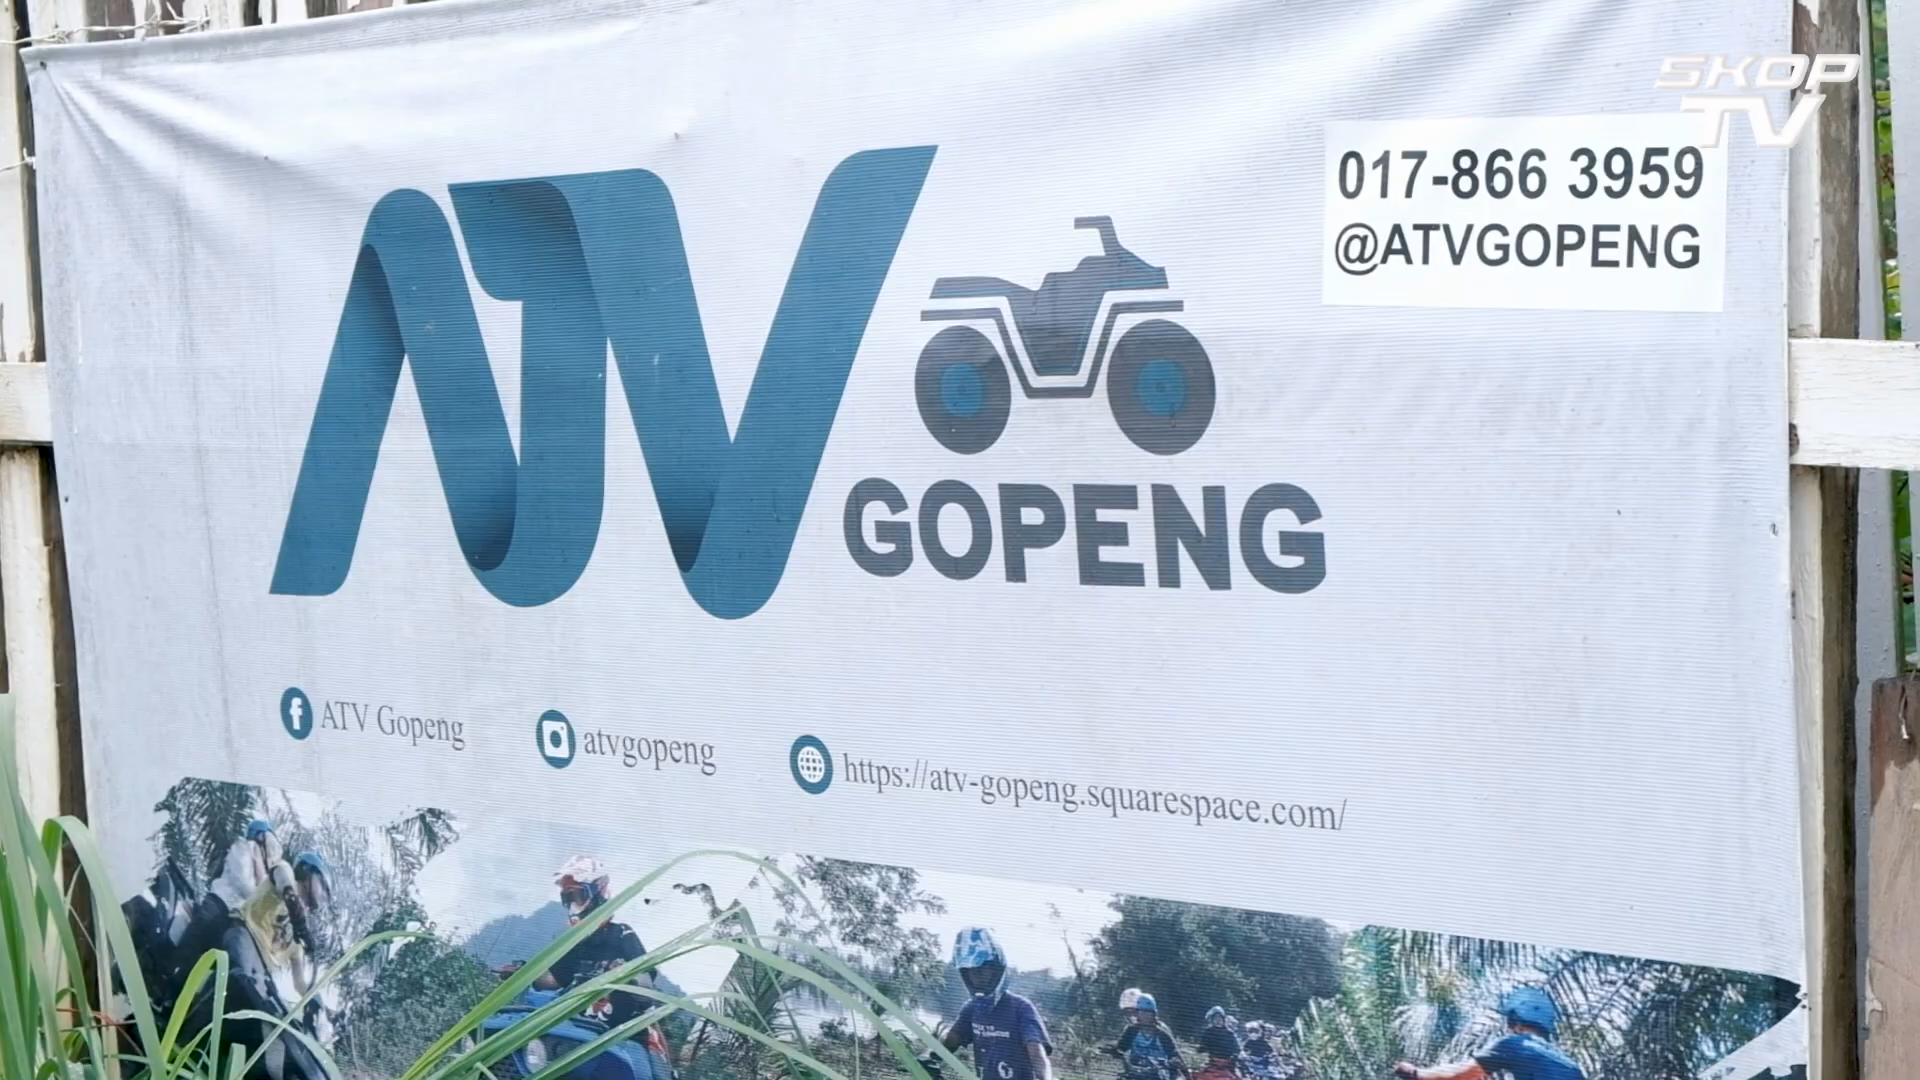 SKOP
TV
017-866 3959
@ATVGOPENG
ATV
GOPENG
ATV Gopeng
atvgopeng
https://atv-gopeng.squarespace.com/